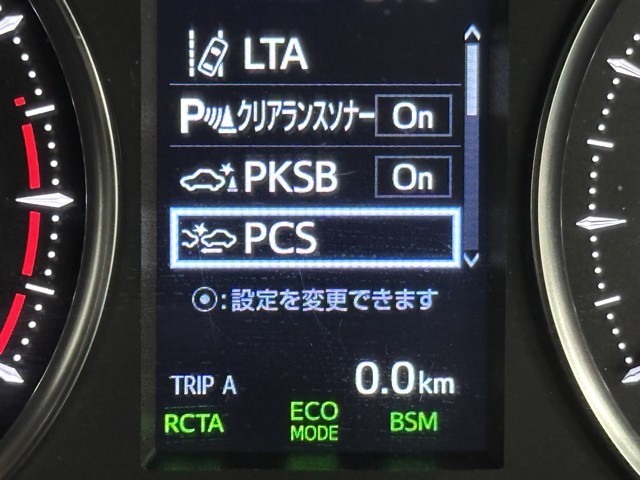 LTA
P クリアランスソナー On
PKSB On
PCS
:設定を変更できます
TRIP A 0.0km
RCTA ECO MODE BSM